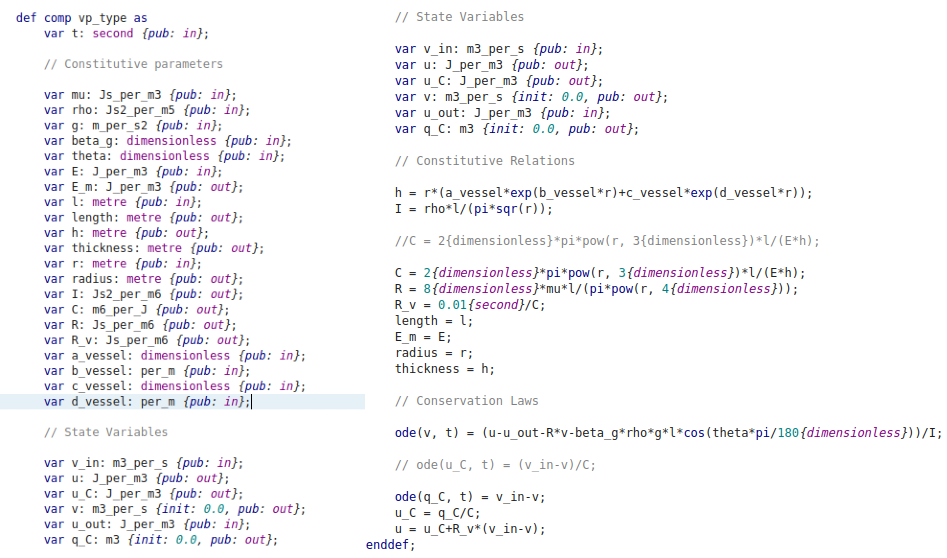 def comp vp_type as
var t: second {pub: in};
// Constitutive parameters
var mu: Js_per_m3 {pub: in};
var rho: Js2_per_m5 {pub: in};
var g: m_per_s2 {pub: in};
var beta_g: dimensionless {pub: in};
var theta: dimensionless {pub: in};
var E: J_per_m3 {pub: in};
var E_m: J_per_m3 {pub: out};
var l: metre {pub: in};
var length: metre {pub: out};
var h: metre {pub: out};
var thickness: metre {pub: out};
var r: metre {pub: in};
var radius: metre {pub: out};
var I: Js2_per_m6 {pub: out};
var C: m6_per_J {pub: out};
var R: Js_per_m6 {pub: out};
var R_v: Js_per_m6 {pub: out};
var a_vessel: dimensionless {pub: in};
var b_vessel: per_m {pub: in};
var c_vessel: dimensionless {pub: in};
var d_vessel: per_m {pub: in};
// State Variables
var v_in: m3_per_s {pub: in};
var u: J_per_m3 {pub: out};
var u_C: J_per_m3 {pub: out};
var v: m3_per_s {init: 0.0, pub: out};
var u_out: J_per_m3 {pub: in};
var q_C: m3 {init: 0.0, pub: out};
// State Variables
var v_in: m3_per_s {pub: in};
var u: J_per_m3 {pub: out};
var u_C: J_per_m3 {pub: out};
var v: m3_per_s {init: 0.0, pub: out};
var u_out: J_per_m3 {pub: in};
var q_C: m3 {init: 0.0, pub: out};
// Constitutive Relations
h = r*(a_vessel*exp(b_vessel*r)+c_vessel*exp(d_vessel*r));
I = rho*l/(pi*sqr(r));
//C = 2{dimensionless}*pi*pow(r, 3{dimensionless})*l/(E*h);
C = 2{dimensionless}*pi*pow(r, 3{dimensionless})*l/(E*h);
R = 8{dimensionless}*mu*l/(pi*pow(r, 4{dimensionless}));
R_v = 0.01{second}/C;
length = l;
E_m = E;
radius = r;
thickness = h;
// Conservation Laws
ode(v, t) = (u-u_out-R*v-beta_g*rho*g*l*cos(theta*pi/180{dimensionless}))/I;
// ode(u_C, t) = (v_in-v)/C;
ode(q_C, t) = v_in-v;
u_C = q_C/C;
u = u_C+R_v*(v_in-v);
enddef;